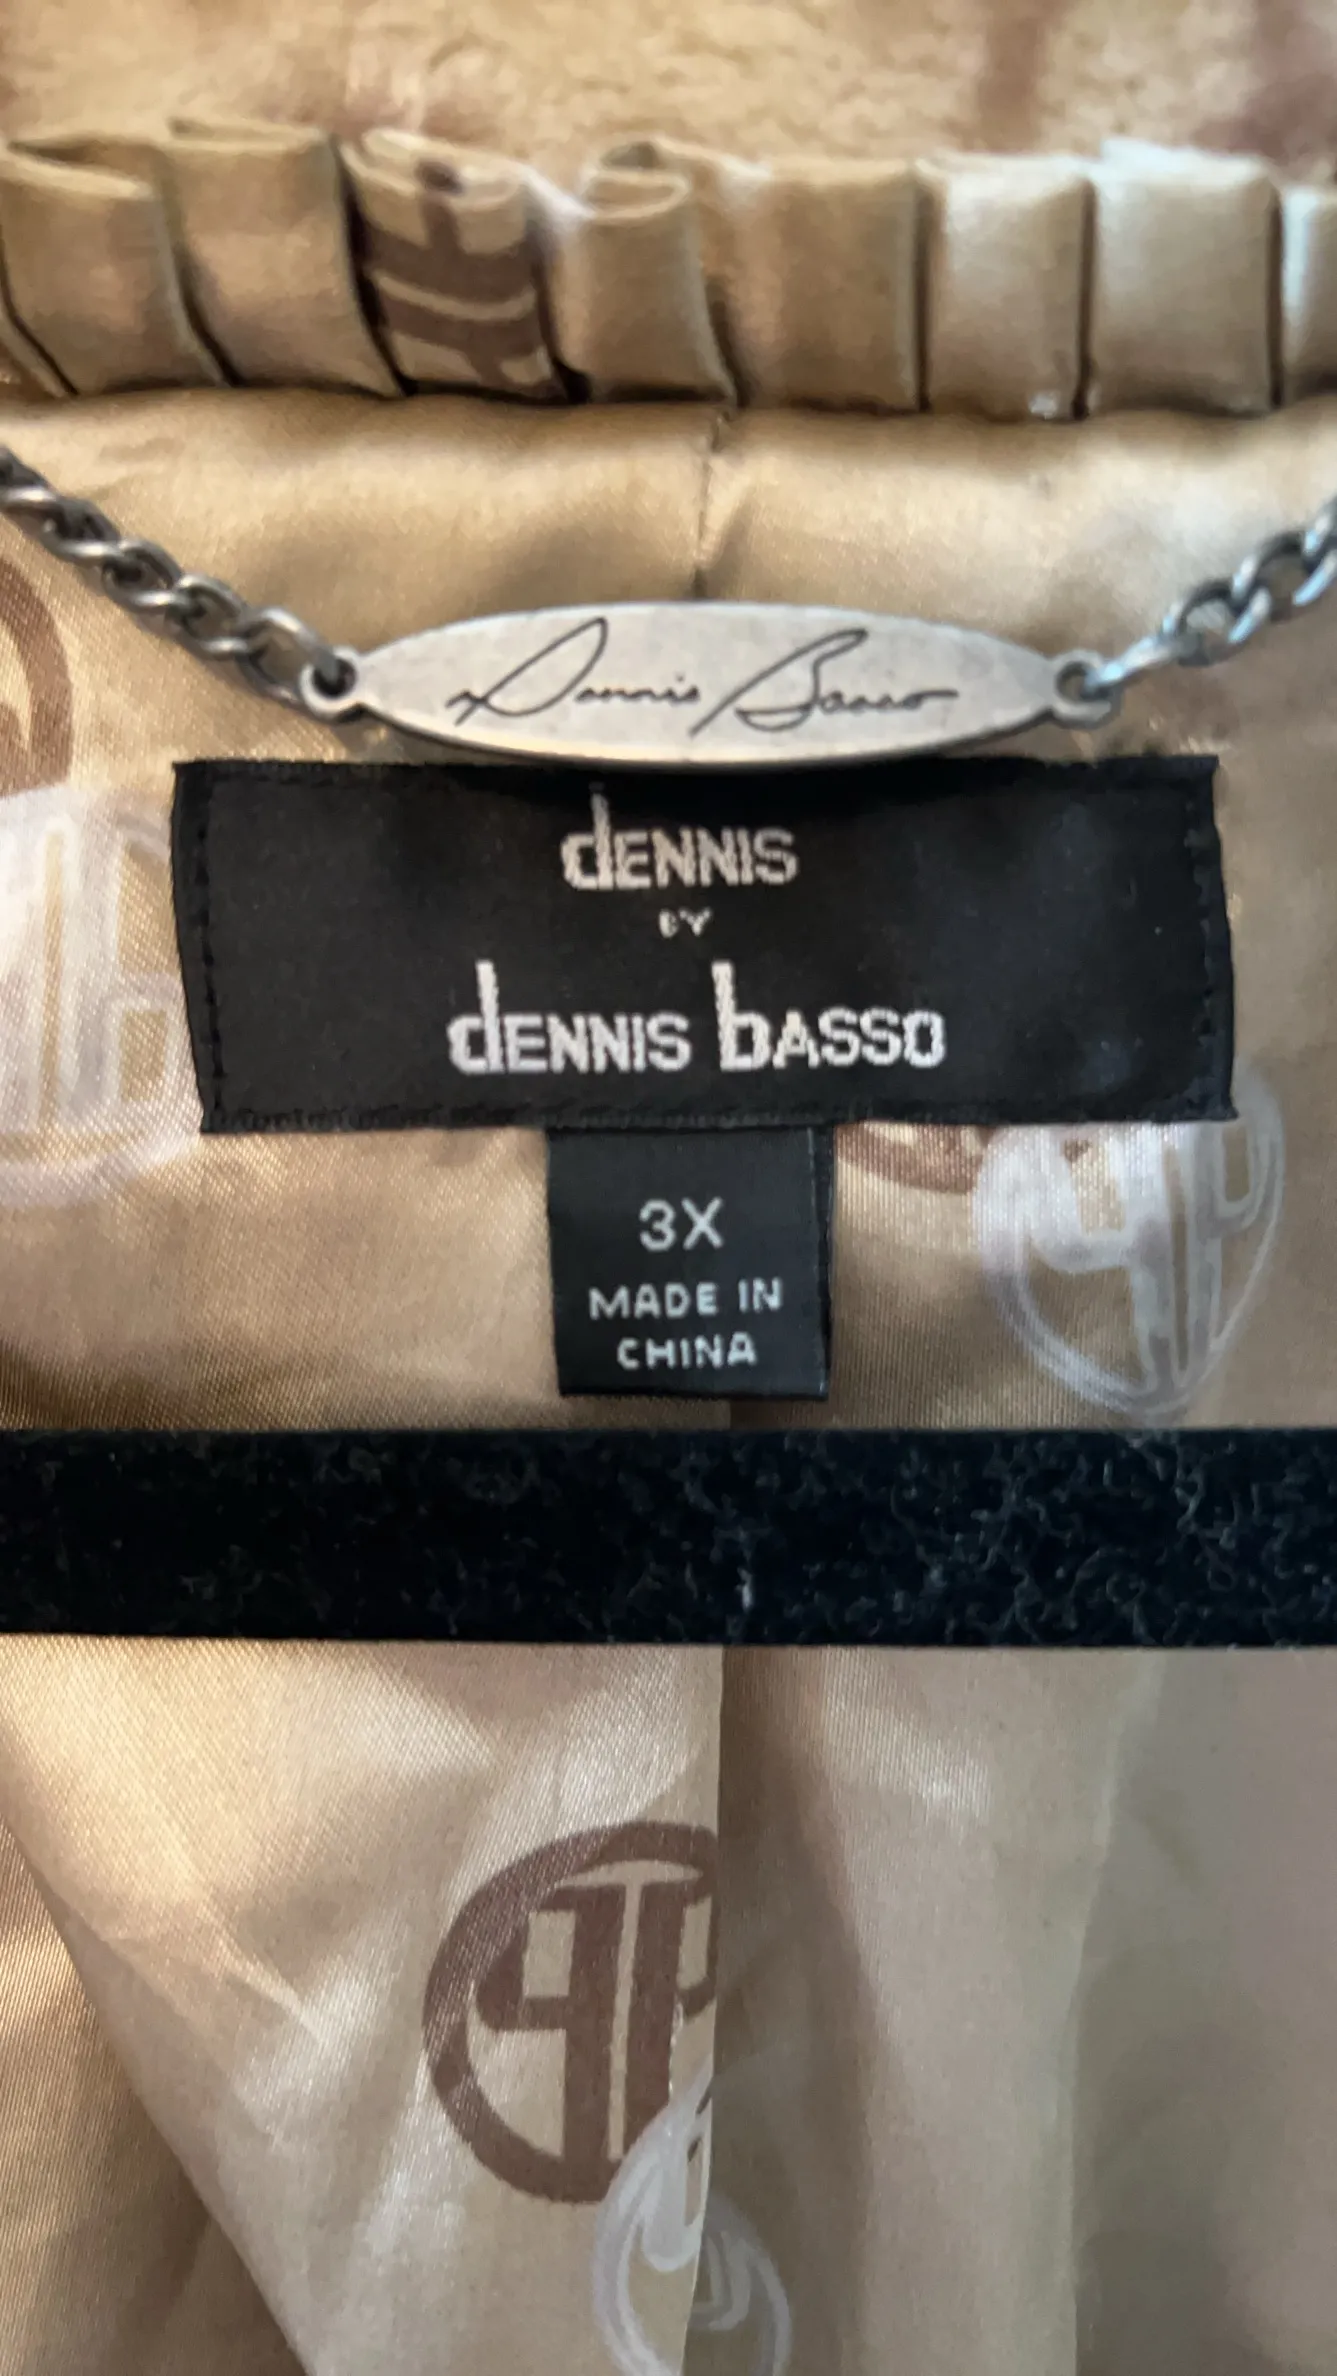 Dennis Basso
dENNIS
BY
dENNIS bASSO
3X
MADE IN
CHINA